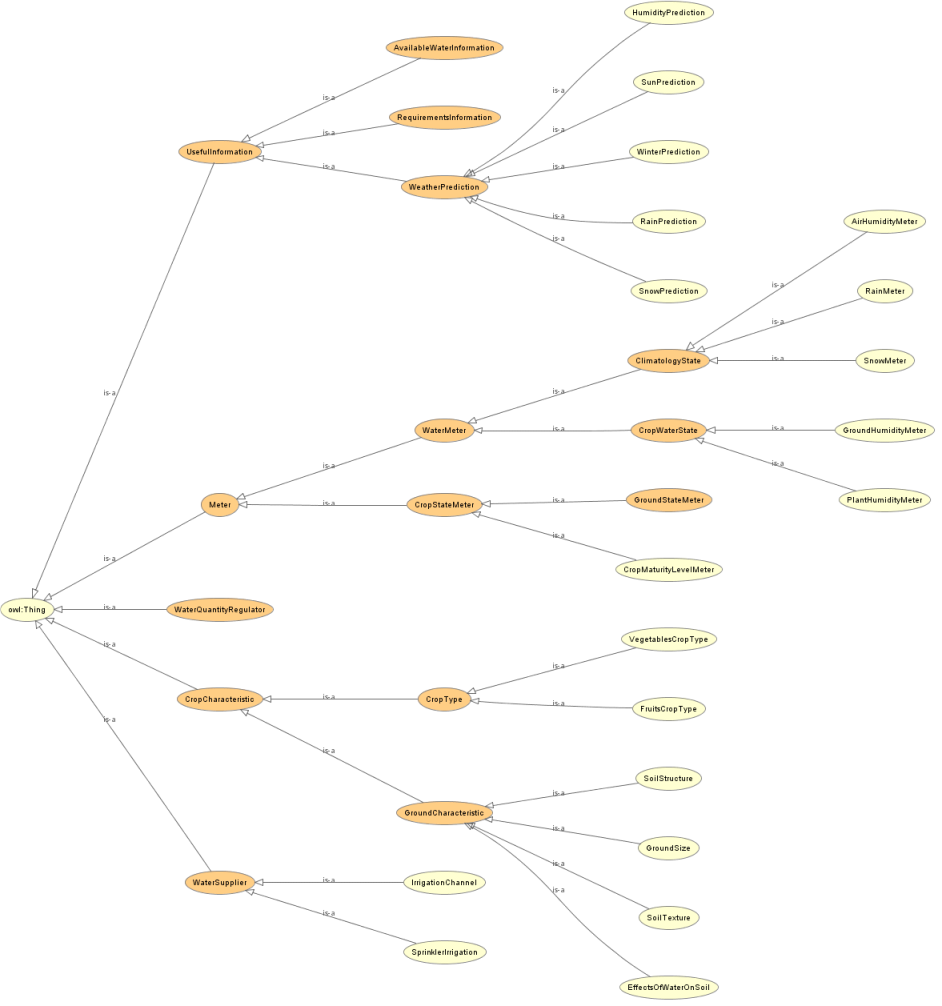 HumidityPrediction
AvailableWaterInformation
SunPrediction
is-a
is-a
RequirementsInformation
is-a
is-a
UsefulInformation
WinterPrediction
is-a
is-a
WeatherPrediction
RainPrediction
is-a
AirHumidityMeter
is-a
SnowPrediction
is-a
RainMeter
is-a
ClimatologyState
is-a
SnowMeter
is-a
is-a
WaterMeter
is-a
CropWaterState
is-a
GroundHumidityMeter
is-a
is-a
PlantHumidityMeter
Meter
is-a
CropStateMeter
is-a
GroundStateMeter
is-a
is-a
CropMaturityLevelMeter
owl:Thing
is-a
WaterQuantityRegulator
is-a
VegetablesCropType
is-a
CropCharacteristic
is-a
CropType
is-a
FruitsCropType
is-a
is-a
SoilStructure
is-a
GroundCharacteristic
is-a
GroundSize
is-a
WaterSupplier
is-a
IrrigationChannel
is-a
is-a
SoilTexture
SprinklerIrrigation
EffectsOfWaterOnSoil